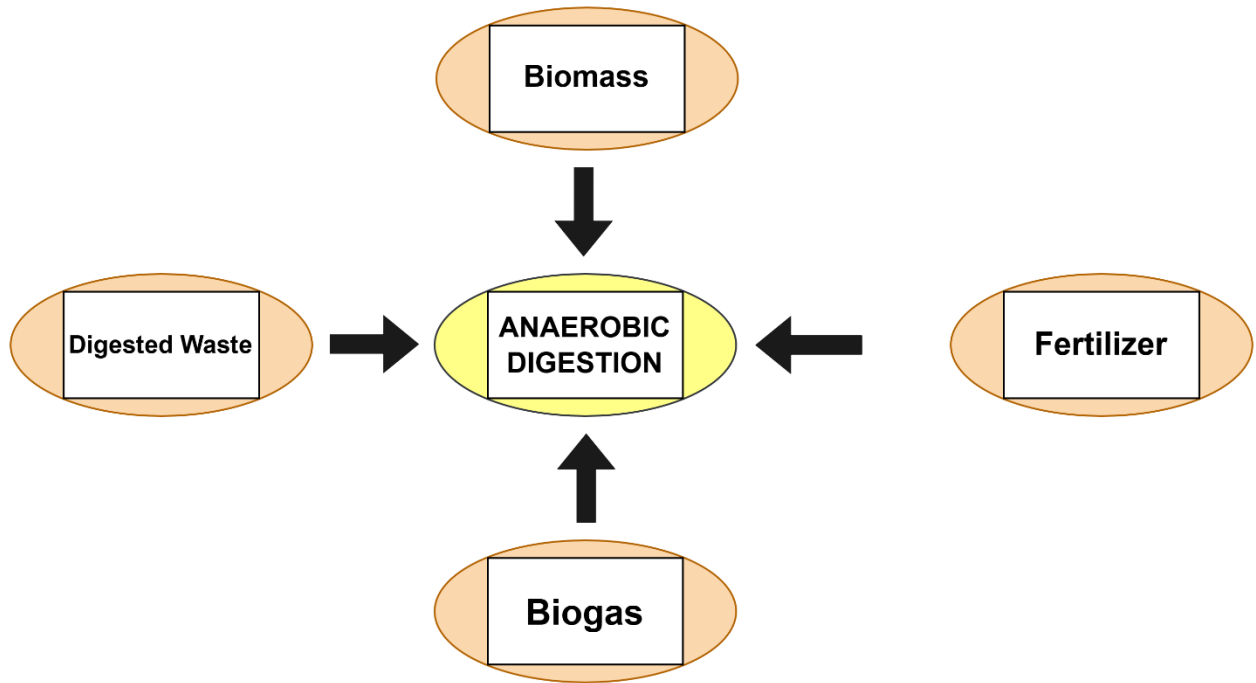 Biomass
Digested Waste
ANAEROBIC
DIGESTION
Fertilizer
Biogas